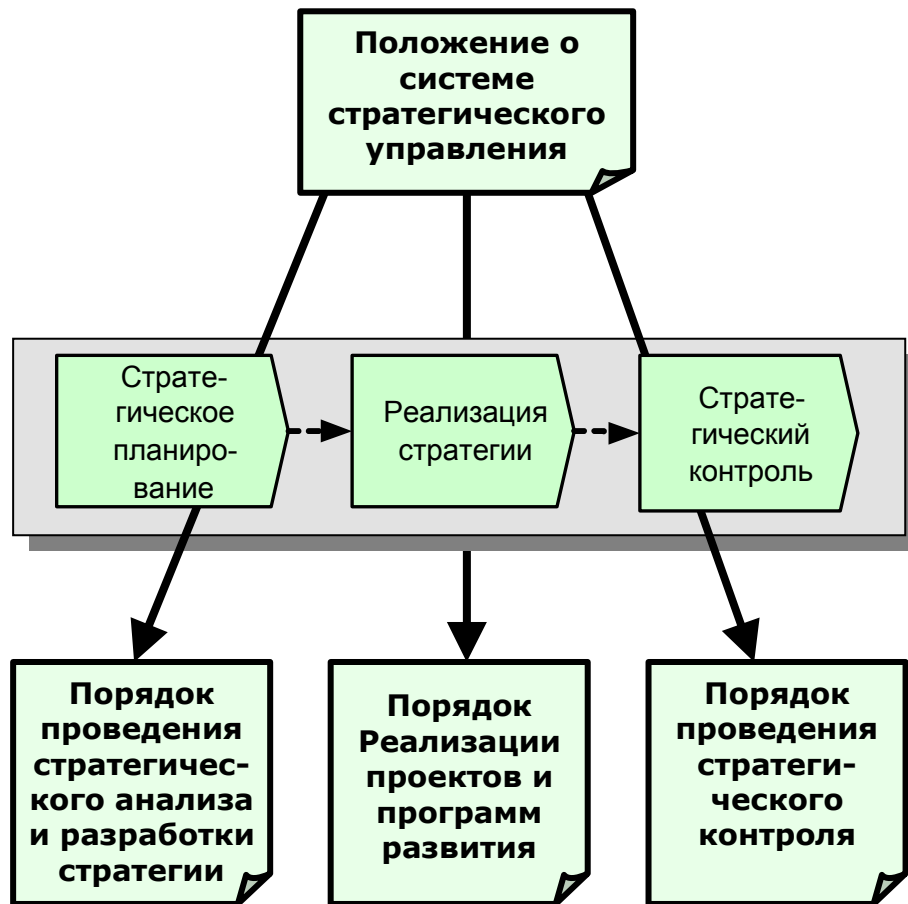 Положение о
системе
стратегического
управления
Страте-
гическое
планиро-
вание
Реализация
стратегии
Страте-
гический
контроль
Порядок
проведения
стратегичес-
кого анализа
и разработки
стратегии
Порядок
Реализации
проектов и
программ
развития
Порядок
проведения
стратеги-
ческого
контроля